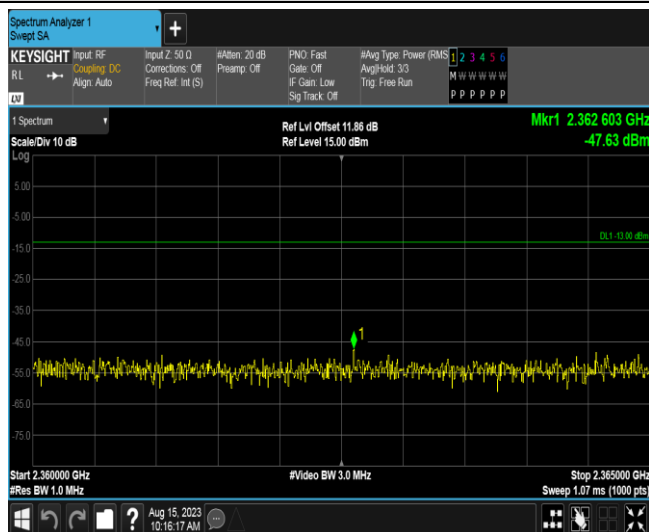 Spectrum Analyzer 1
Swept SA
KEYSIGHT
RL
LXI
Input: RF
Coupling: DC
Align: Auto
Input Z: 50 Ω
Corrections: Off
Freq Ref: Int (S)
#Atten: 20 dB
Preamp: Off
PNO: Fast
Gate: Off
IF Gain: Low
Sig Track: Off
#Avg Type: Power (RMS
Avg|Hold: 3/3
Trig: Free Run
1 2 3 4 5 6
M W W W W W
P P P P P P
1 Spectrum
Scale/Div 10 dB
Ref Lvl Offset 11.86 dB
Ref Level 15.00 dBm
Mkr1 2.362 603 GHz
-47.63 dBm
Log
5.00
-5.00
DL1 -13.00 dBm
-15.0
-25.0
-35.0
1
-45.0
-55.0
-65.0
-75.0
Start 2.360000 GHz
#Res BW 1.0 MHz
#Video BW 3.0 MHz
Stop 2.365000 GHz
Sweep 1.07 ms (1000 pts)
?
Aug 15, 2023
10:16:17 AM